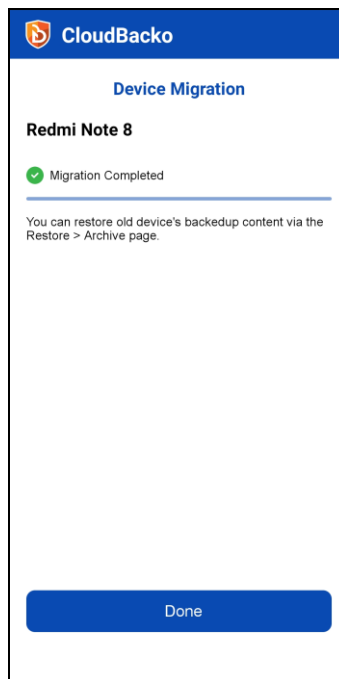 CloudBacko
Device Migration
Redmi Note 8
Migration Completed
You can restore old device's backedup content via the
Restore > Archive page.
Done